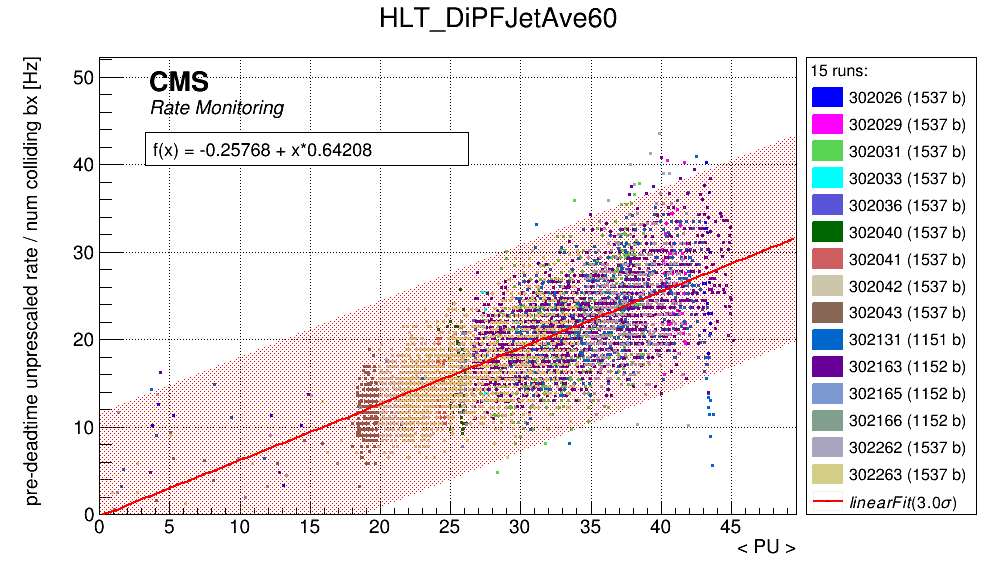 HLT_DiPFJetAve60
pre-deadtime unprescaled rate / num colliding bx [Hz]
CMS
Rate Monitoring
f(x) = -0.25768 + x*0.64208
50
40
30
20
10
0
0 5 10 15 20 25 30 35 40 45
< PU >
15 runs:
302026 (1537 b)
302029 (1537 b)
302031 (1537 b)
302033 (1537 b)
302036 (1537 b)
302040 (1537 b)
302041 (1537 b)
302042 (1537 b)
302043 (1537 b)
302131 (1151 b)
302163 (1152 b)
302165 (1152 b)
302166 (1152 b)
302262 (1537 b)
302263 (1537 b)
linearFit(3.0σ)